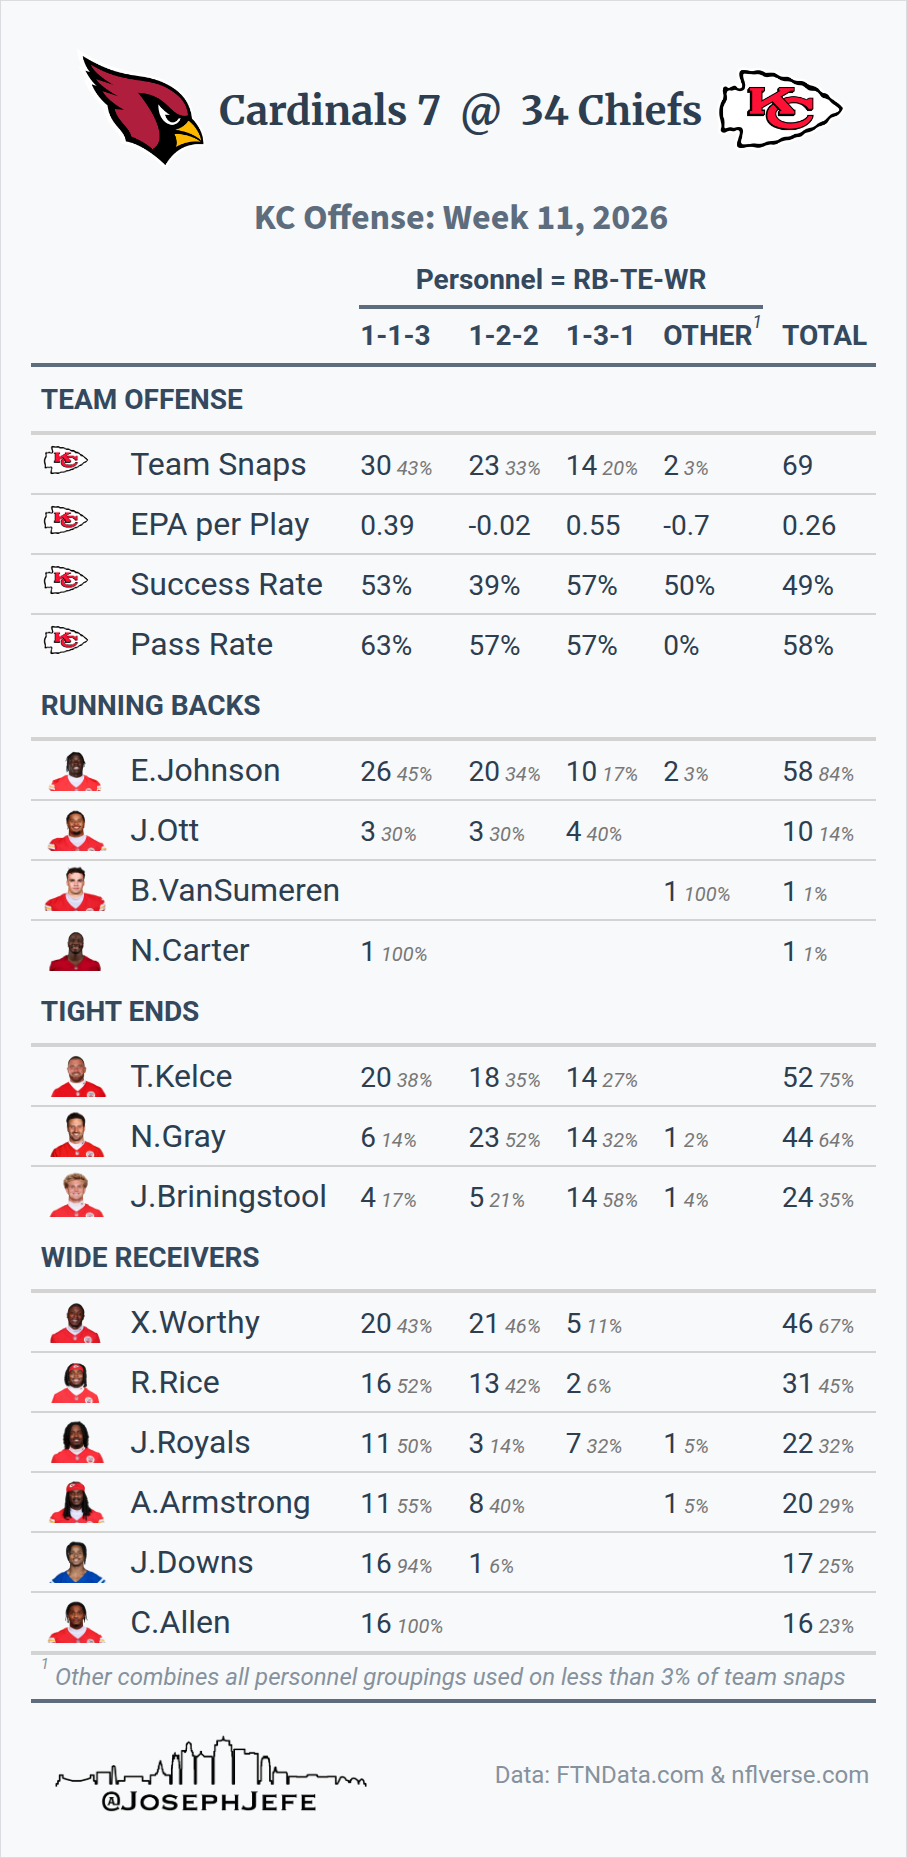 Cardinals 7 @ 34 Chiefs
KC Offense: Week 11, 2026
Personnel = RB-TE-WR
1-1-3 1-2-2 1-3-1 OTHER1 TOTAL
TEAM OFFENSE
KC Team Snaps 30 43% 23 33% 14 20% 2 3% 69
KC EPA per Play 0.39 -0.02 0.55 -0.7 0.26
KC Success Rate 53% 39% 57% 50% 49%
KC Pass Rate 63% 57% 57% 0% 58%
RUNNING BACKS
E.Johnson 26 45% 20 34% 10 17% 2 3% 58 84%
J.Ott 3 30% 3 30% 4 40% 10 14%
B.VanSumeren 1 100% 1 1%
N.Carter 1 100% 1 1%
TIGHT ENDS
T.Kelce 20 38% 18 35% 14 27% 52 75%
N.Gray 6 14% 23 52% 14 32% 1 2% 44 64%
J.Briningstool 4 17% 5 21% 14 58% 1 4% 24 35%
WIDE RECEIVERS
X.Worthy 20 43% 21 46% 5 11% 46 67%
R.Rice 16 52% 13 42% 2 6% 31 45%
J.Royals 11 50% 3 14% 7 32% 1 5% 22 32%
A.Armstrong 11 55% 8 40% 1 5% 20 29%
J.Downs 16 94% 1 6% 17 25%
C.Allen 16 100% 16 23%
1 Other combines all personnel groupings used on less than 3% of team snaps
@JosephJefe
Data: FTNData.com & nflverse.com